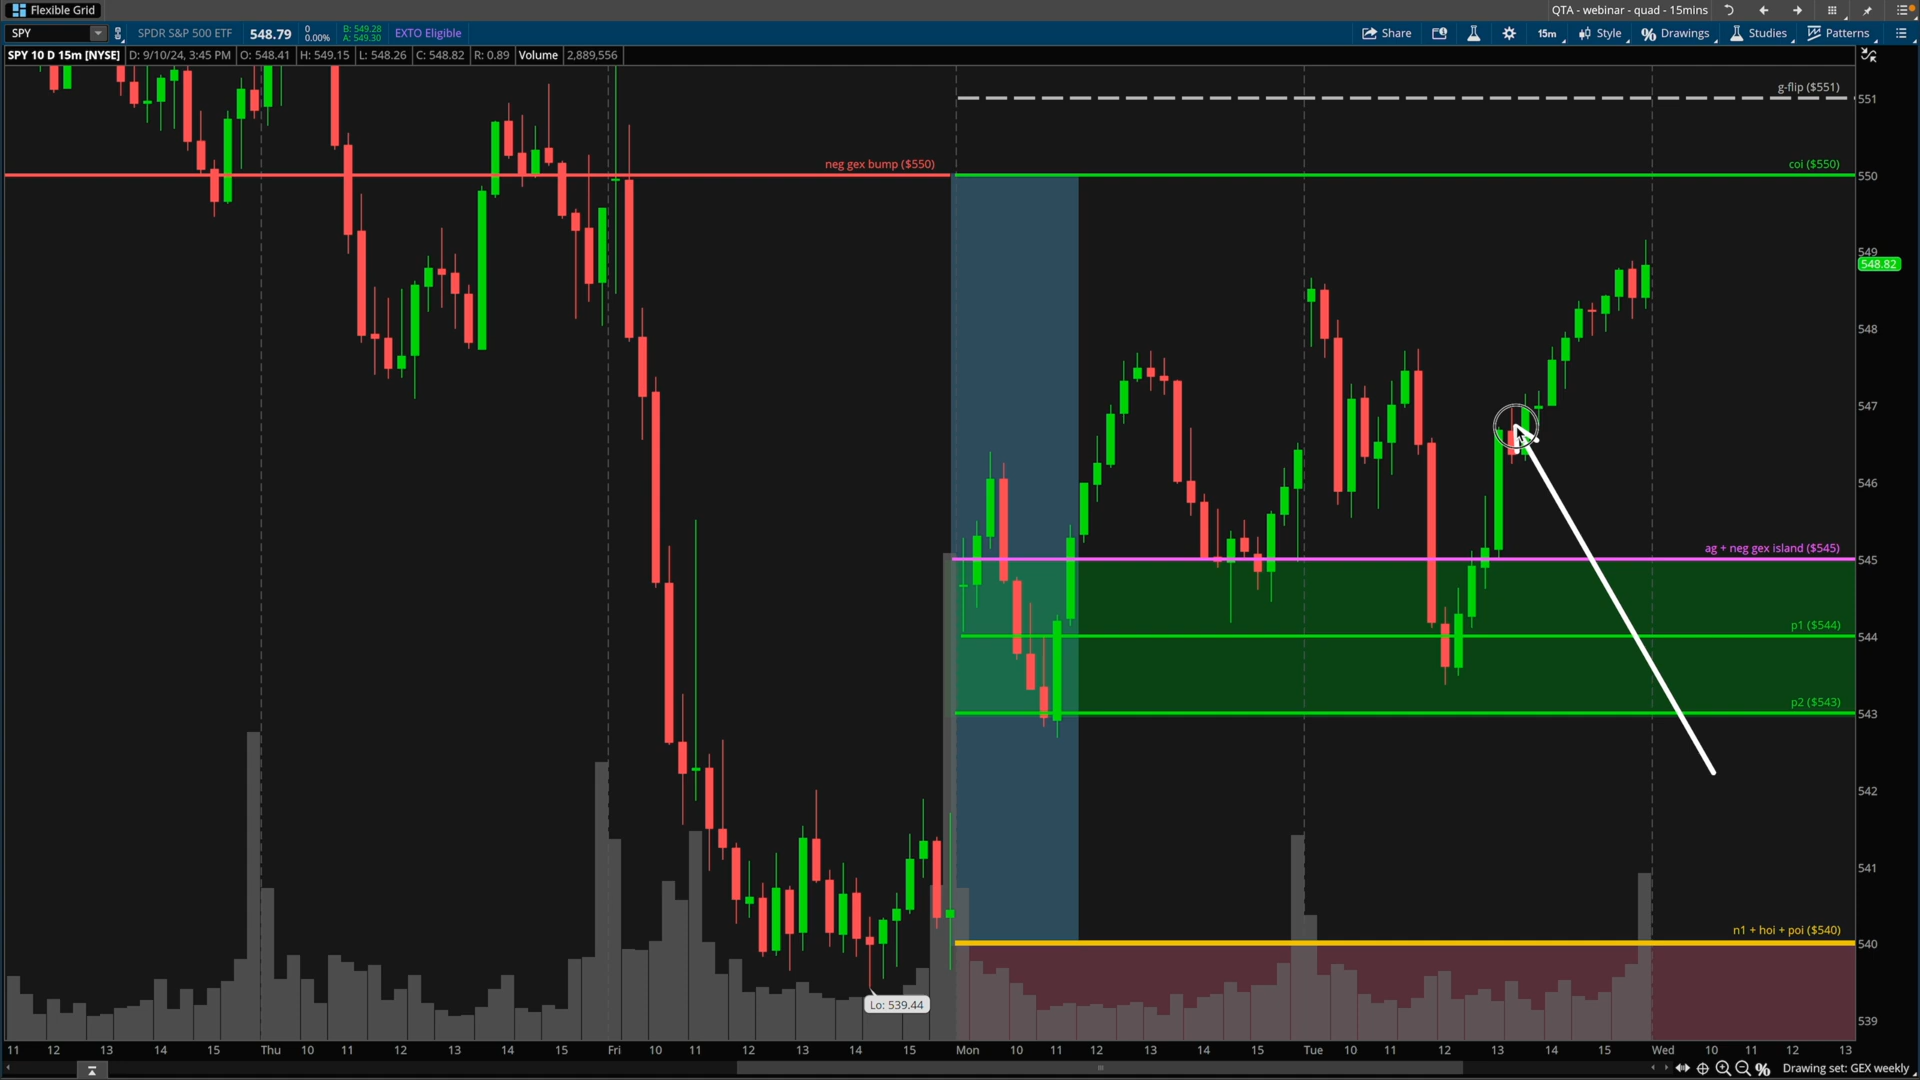 Flexible Grid
QTA - webinar - quad - 15mins
SPY
SPDR S&P 500 ETF
548.79
0
0.00%
B: 549.28
A: 549.30
EXTO Eligible
Share
15m
Style
Drawings
Studies
Patterns
SPY 10 D 15m [NYSE]
D: 9/10/24, 3:45 PM
O: 548.41
H: 549.15
L: 548.26
C: 548.82
R: 0.89
Volume
2,889,556
g-flip ($551)
551
neg gex bump ($550)
coi ($550)
550
549
548.82
548
547
546
ag + neg gex island ($545)
545
p1 ($544)
544
p2 ($543)
543
542
541
n1 + hoi + poi ($540)
540
Lo: 539.44
539
11 12 13 14 15 Thu 10 11 12 13 14 15 Fri 10 11 12 13 14 15 Mon 10 11 12 13 14 15 Tue 10 11 12 13 14 15 Wed 10 11 12 13
Drawing set: GEX weekly